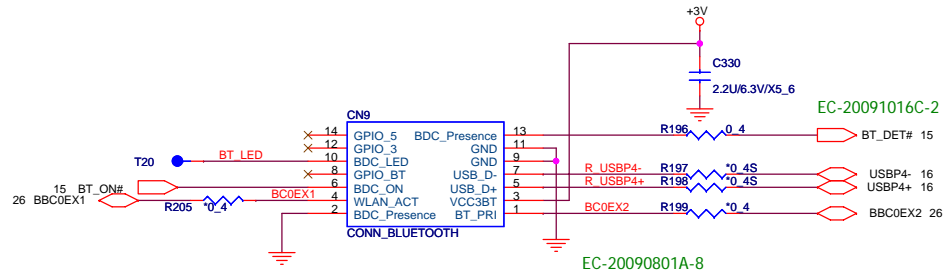 +3V
C330
2.2U/6.3V/X5_6
EC-20091016C-2
CN9
14 GPIO_5 BDC_Presence 13 R196 0_4 BT_DET# 15
12 GPIO_3 GND 11
T20 BT_LED 10 BDC_LED GND 9
8 GPIO_BT USB_D- 7 R_USBP4- R197 *0_4S USBP4- 16
15 BT_ON# 6 BDC_ON USB_D+ 5 R_USBP4+ R198 *0_4S USBP4+ 16
26 BBC0EX1 R205 *0_4 BC0EX1 4 WLAN_ACT VCC3BT 3
2 BDC_Presence BT_PRI 1 BC0EX2 R199 *0_4 BBC0EX2 26
CONN_BLUETOOTH
EC-20090801A-8